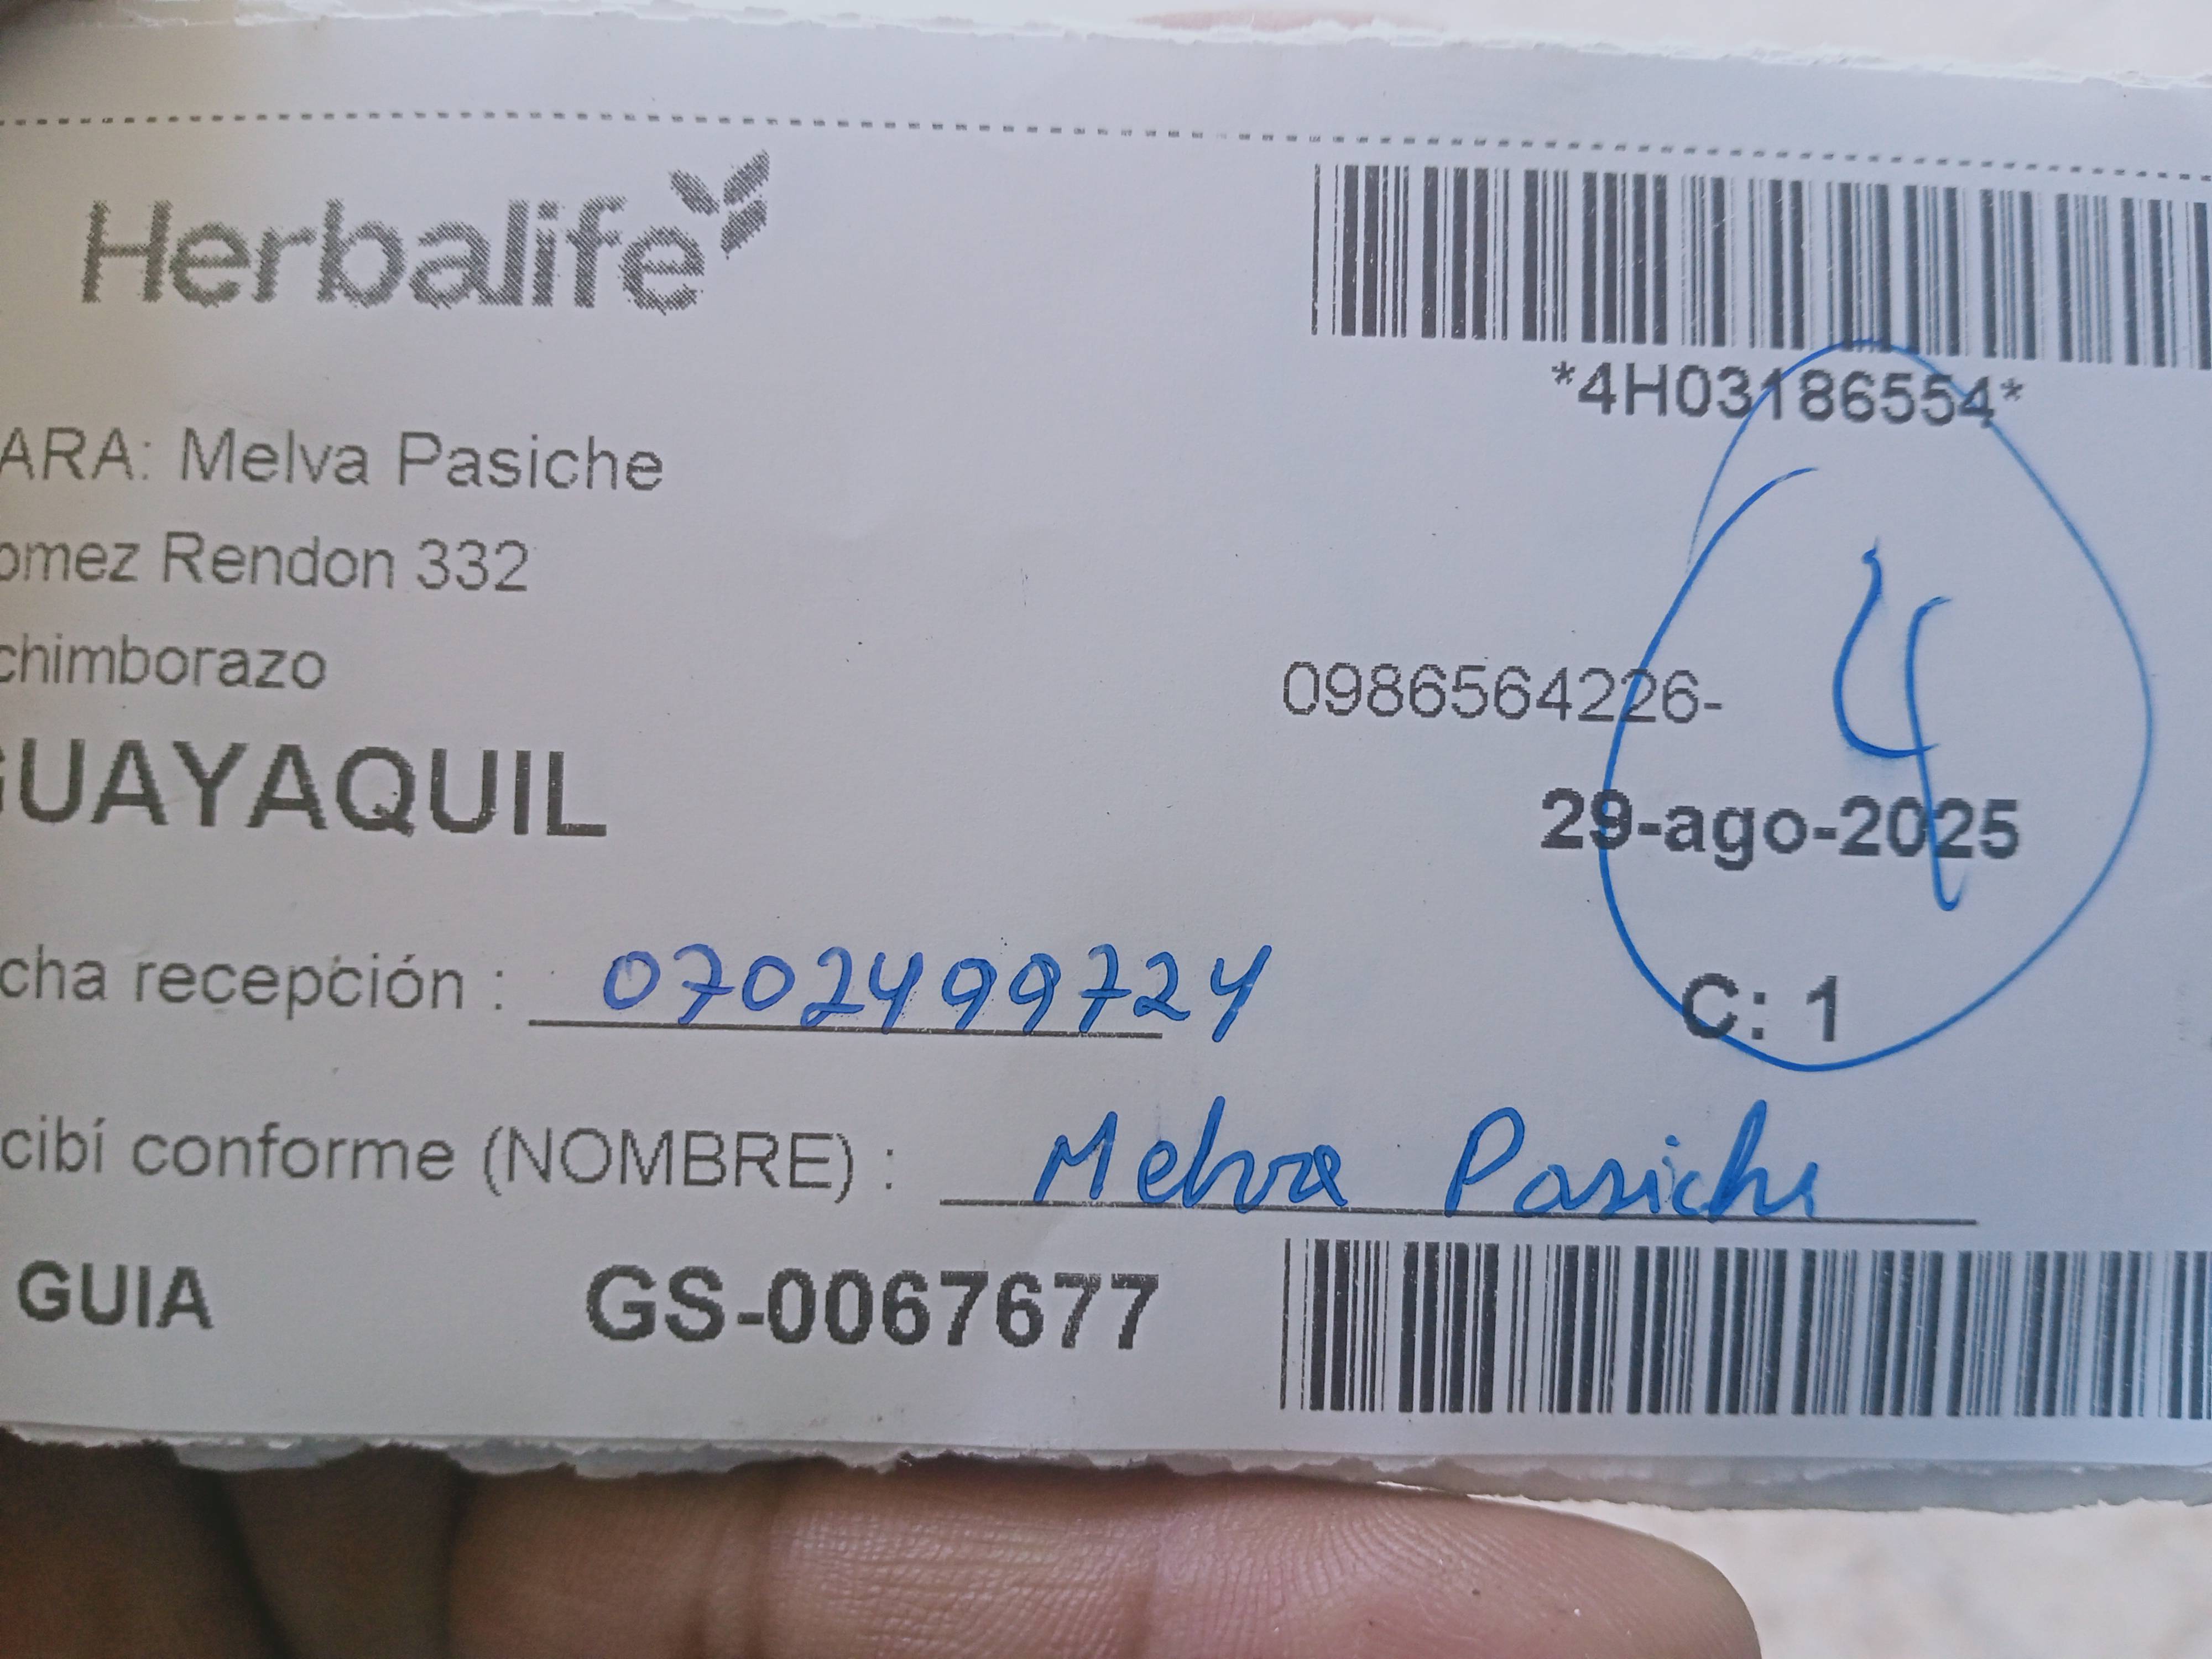 Herbalife
*4H03186554*
ARA: Melva Pasiche
omez Rendon 332
chimborazo
0986564226-
4
GUAYAQUIL
29-ago-2025
cha recepción : 0702499724
C: 1
cibí conforme (NOMBRE) : Melva Pasiche
GUIA GS-0067677